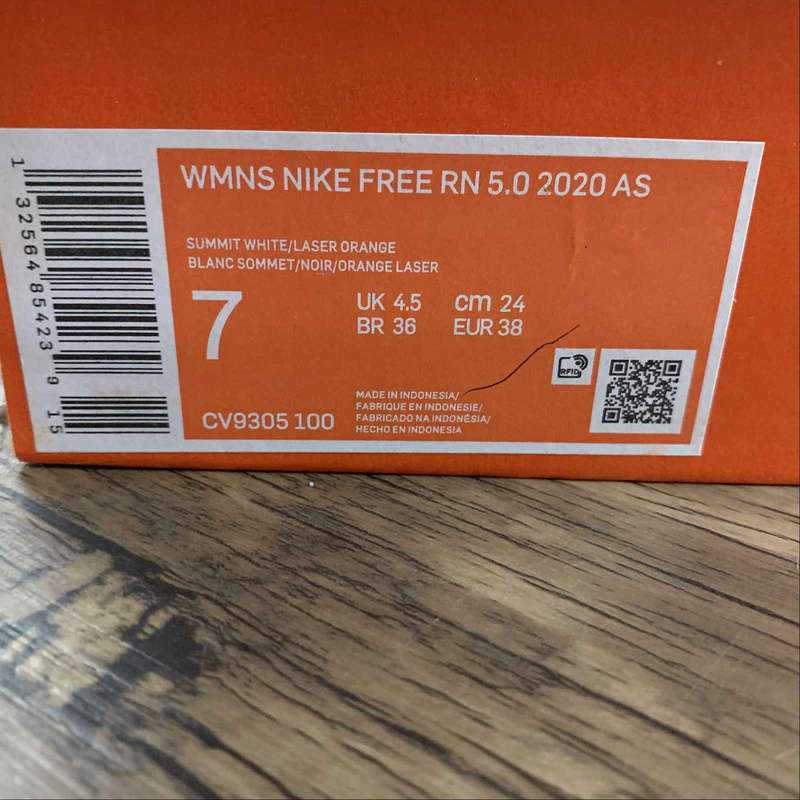 WMNS NIKE FREE RN 5.0 2020 AS
SUMMIT WHITE/LASER ORANGE
BLANC SOMMET/NOIR/ORANGE LASER
7
UK 4.5 cm 24
BR 36 EUR 38
RFID
MADE IN INDONESIA/
FABRIQUE EN INDONESIE/
FABRICADO NA INDONÉSIA/
HECHO EN INDONESIA
CV9305 100
1 32564 85423 9 15